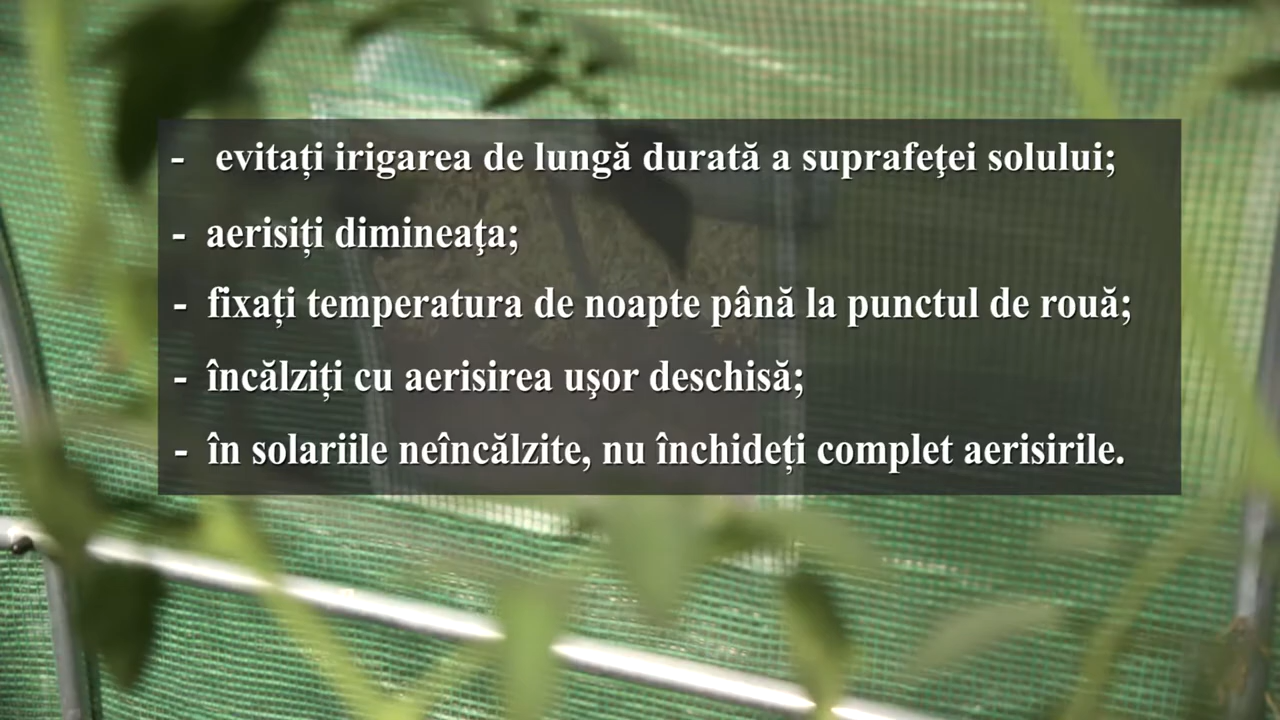 - evitați irigarea de lungă durată a suprafeţei solului;
- aerisiți dimineaţa;
- fixați temperatura de noapte până la punctul de rouă;
- încălziți cu aerisirea uşor deschisă;
- în solariile neîncălzite, nu închideți complet aerisirile.